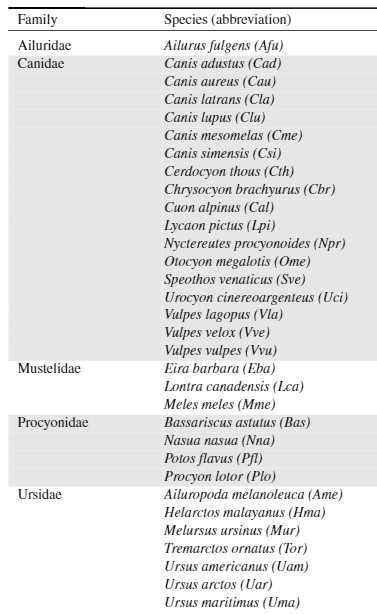 Family Species (abbreviation)
Ailuridae Ailurus fulgens (Afu)
Canidae Canis adustus (Cad)
Canis aureus (Cau)
Canis latrans (Cla)
Canis lupus (Clu)
Canis mesomelas (Cme)
Canis simensis (Csi)
Cerdocyon thous (Cth)
Chrysocyon brachyurus (Cbr)
Cuon alpinus (Cal)
Lycaon pictus (Lpi)
Nyctereutes procyonoides (Npr)
Otocyon megalotis (Ome)
Speothos venaticus (Sve)
Urocyon cinereoargenteus (Uci)
Vulpes lagopus (Vla)
Vulpes velox (Vve)
Vulpes vulpes (Vvu)
Mustelidae Eira barbara (Eba)
Lontra canadensis (Lca)
Meles meles (Mme)
Procyonidae Bassariscus astutus (Bas)
Nasua nasua (Nna)
Potos flavus (Pfl)
Procyon lotor (Plo)
Ursidae Ailuropoda melanoleuca (Ame)
Helarctos malayanus (Hma)
Melursus ursinus (Mur)
Tremarctos ornatus (Tor)
Ursus americanus (Uam)
Ursus arctos (Uar)
Ursus maritimus (Uma)